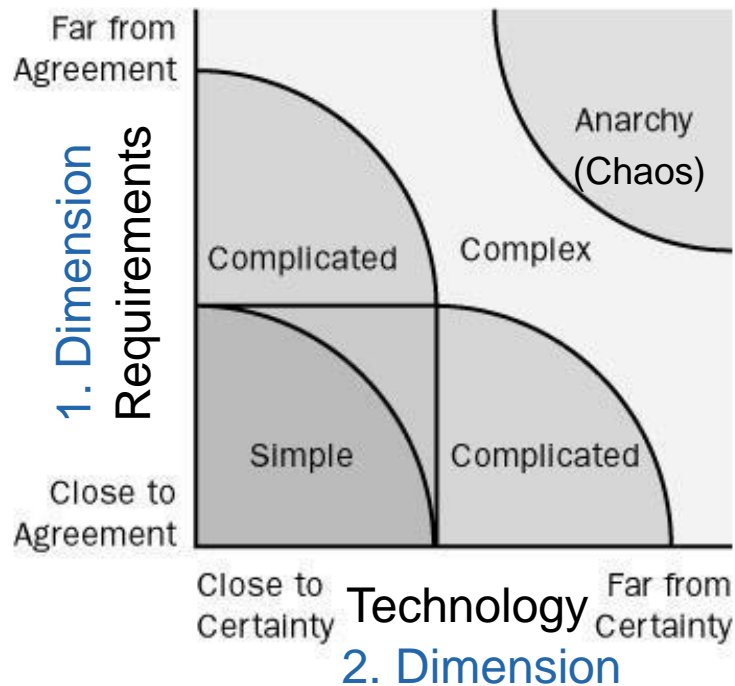 Far from
Agreement
1. Dimension
Requirements
Close to
Agreement
Anarchy
(Chaos)
Complicated
Complex
Simple
Complicated
Close to
Certainty
Technology
Far from
Certainty
2. Dimension